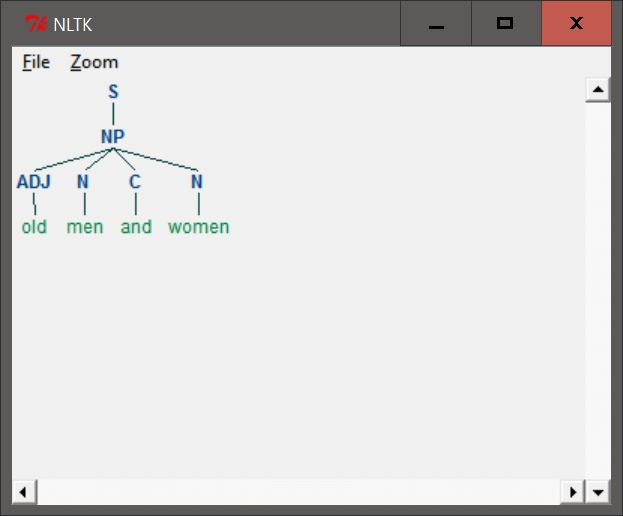 NLTK
File Zoom
S
NP
ADJ N C N
old men and women